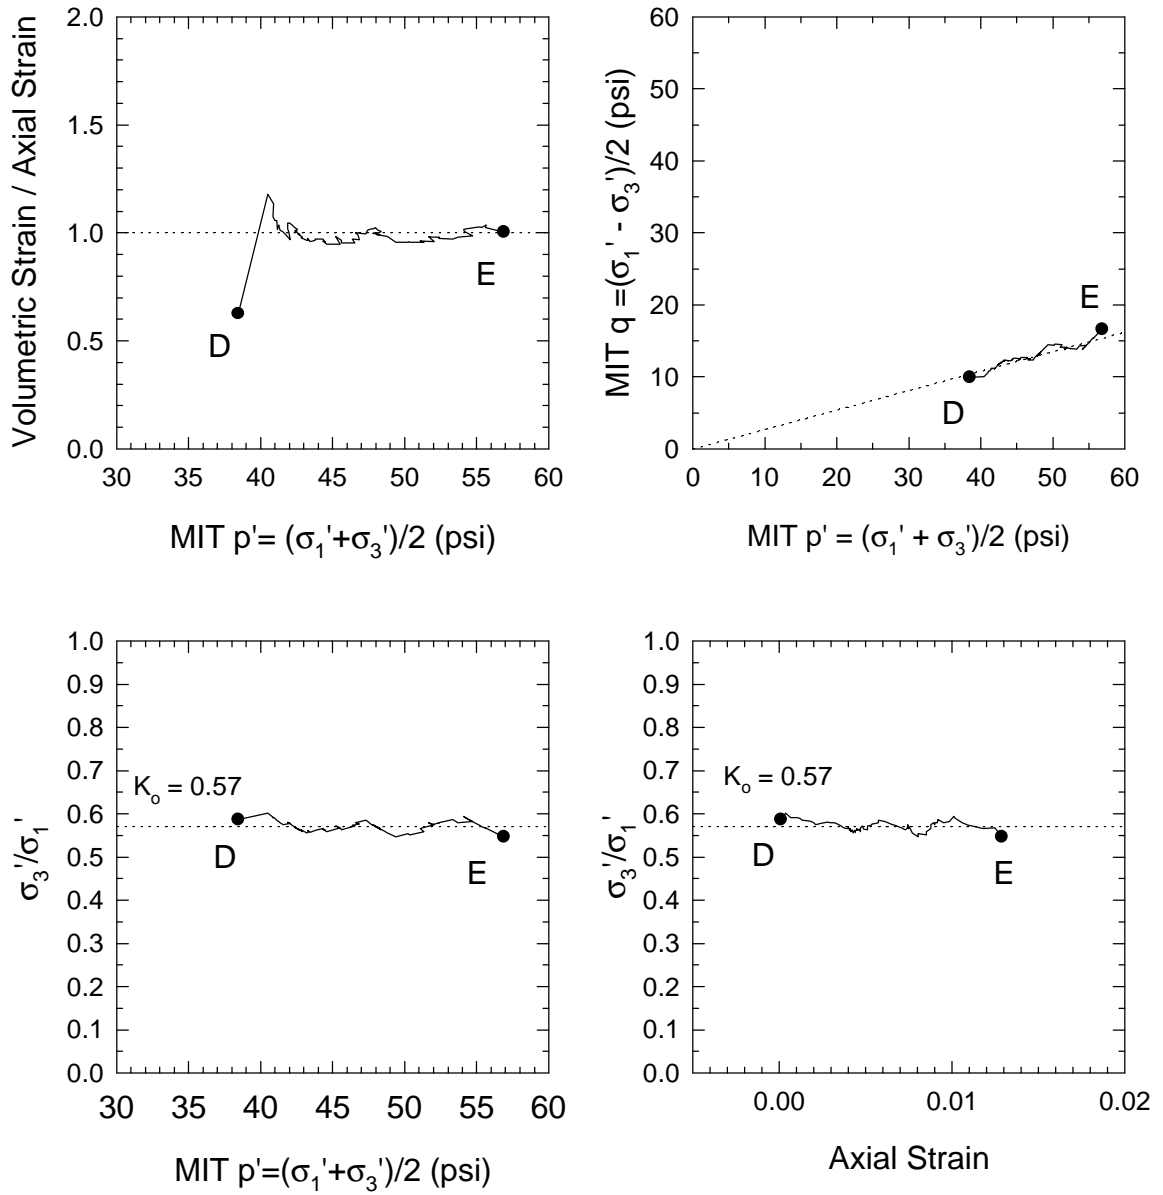 2.0
1.5
1.0
0.5
0.0
Volumetric Strain / Axial Strain
D
E
30 35 40 45 50 55 60
MIT p'= (σ₁'+σ₃')/2 (psi)
60
50
40
30
20
10
0
MIT q =(σ₁' - σ₃')/2 (psi)
E
D
0 10 20 30 40 50 60
MIT p' = (σ₁' + σ₃')/2 (psi)
1.0
0.9
0.8
0.7
0.6
0.5
0.4
0.3
0.2
0.1
0.0
σ₃'/σ₁'
Kₒ = 0.57
D
E
30 35 40 45 50 55 60
MIT p'=(σ₁'+σ₃')/2 (psi)
1.0
0.9
0.8
0.7
0.6
0.5
0.4
0.3
0.2
0.1
0.0
σ₃'/σ₁'
Kₒ = 0.57
D
E
0.00 0.01 0.02
Axial Strain